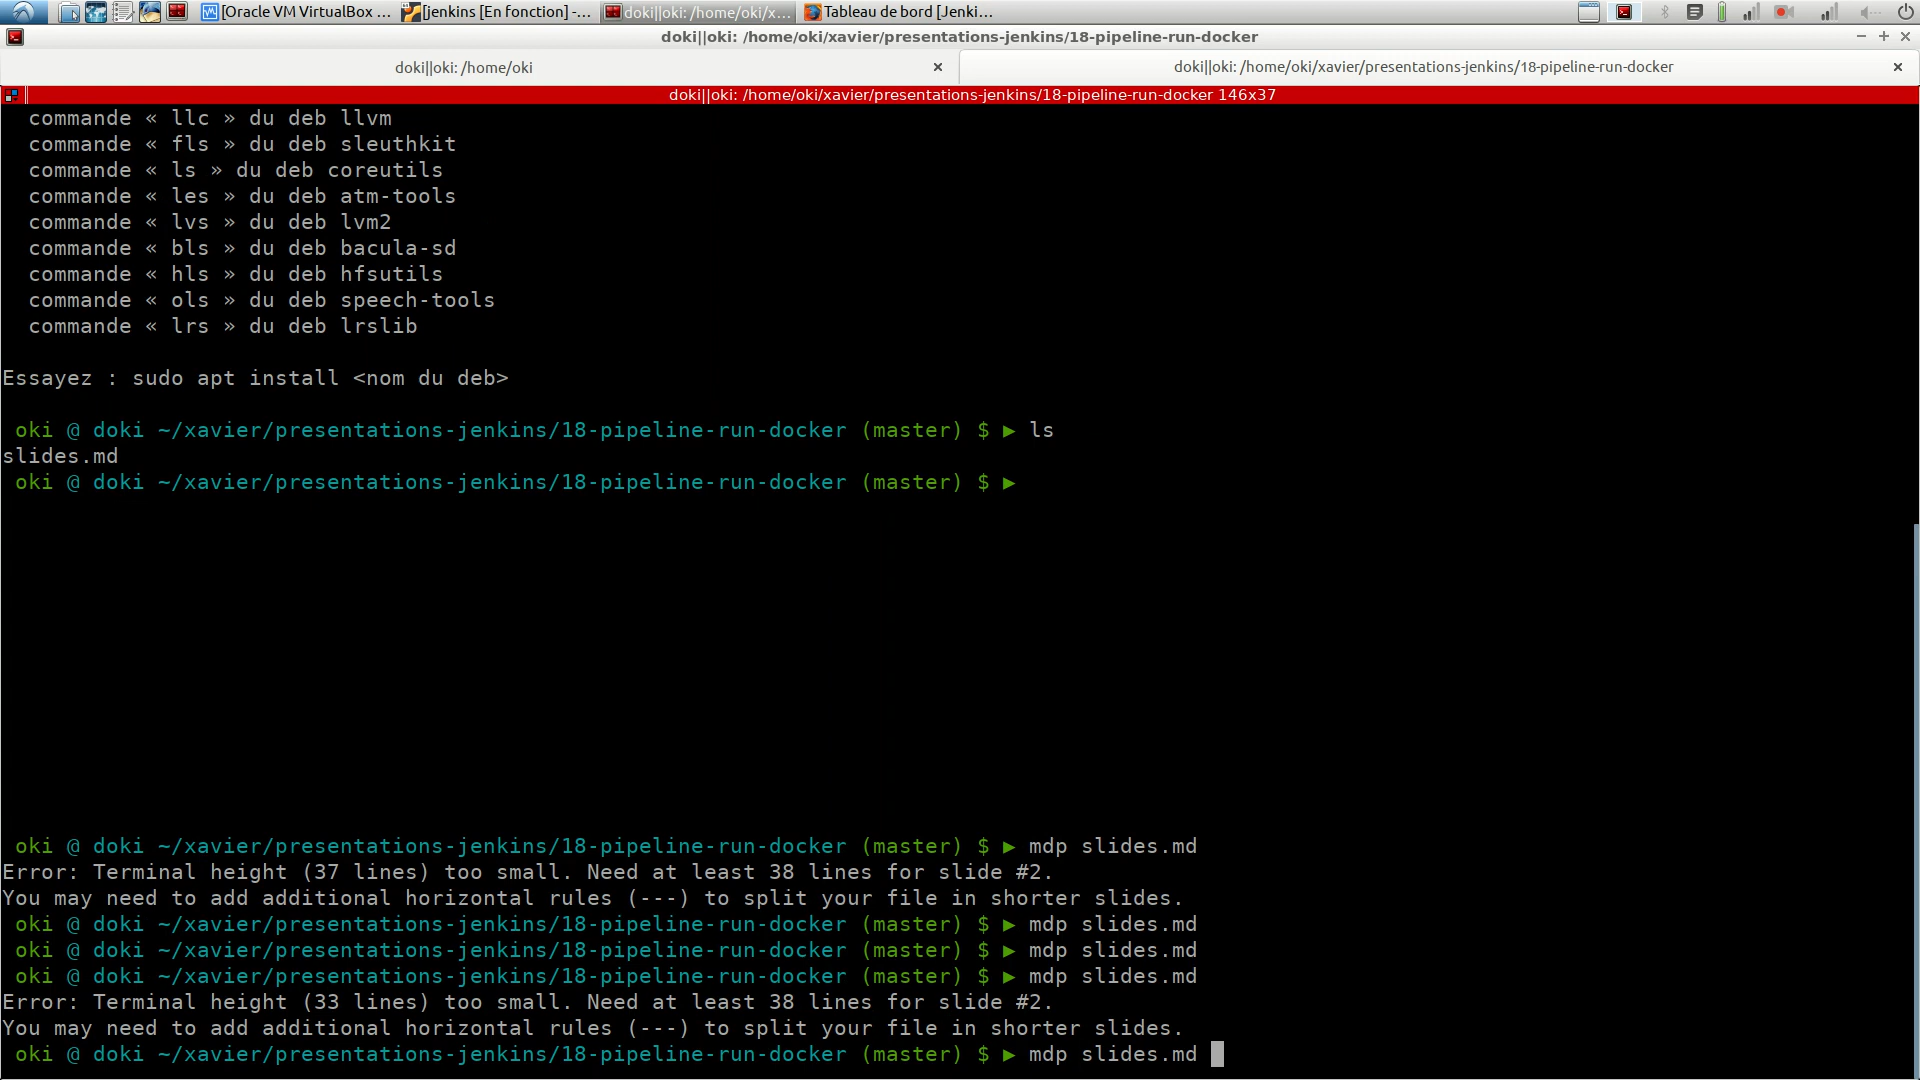 [Oracle VM VirtualBox ... [jenkins [En fonction] -... doki||oki: /home/oki/x... Tableau de bord [Jenki...
doki||oki: /home/oki/xavier/presentations-jenkins/18-pipeline-run-docker
doki||oki: /home/oki doki||oki: /home/oki/xavier/presentations-jenkins/18-pipeline-run-docker
doki||oki: /home/oki/xavier/presentations-jenkins/18-pipeline-run-docker 146x37
commande « llc » du deb llvm
commande « fls » du deb sleuthkit
commande « ls » du deb coreutils
commande « les » du deb atm-tools
commande « lvs » du deb lvm2
commande « bls » du deb bacula-sd
commande « hls » du deb hfsutils
commande « ols » du deb speech-tools
commande « lrs » du deb lrslib
Essayez : sudo apt install <nom du deb>
oki @ doki ~/xavier/presentations-jenkins/18-pipeline-run-docker (master) $ ► ls
slides.md
oki @ doki ~/xavier/presentations-jenkins/18-pipeline-run-docker (master) $ ►
oki @ doki ~/xavier/presentations-jenkins/18-pipeline-run-docker (master) $ ► mdp slides.md
Error: Terminal height (37 lines) too small. Need at least 38 lines for slide #2.
You may need to add additional horizontal rules (---) to split your file in shorter slides.
oki @ doki ~/xavier/presentations-jenkins/18-pipeline-run-docker (master) $ ► mdp slides.md
oki @ doki ~/xavier/presentations-jenkins/18-pipeline-run-docker (master) $ ► mdp slides.md
oki @ doki ~/xavier/presentations-jenkins/18-pipeline-run-docker (master) $ ► mdp slides.md
Error: Terminal height (33 lines) too small. Need at least 38 lines for slide #2.
You may need to add additional horizontal rules (---) to split your file in shorter slides.
oki @ doki ~/xavier/presentations-jenkins/18-pipeline-run-docker (master) $ ► mdp slides.md